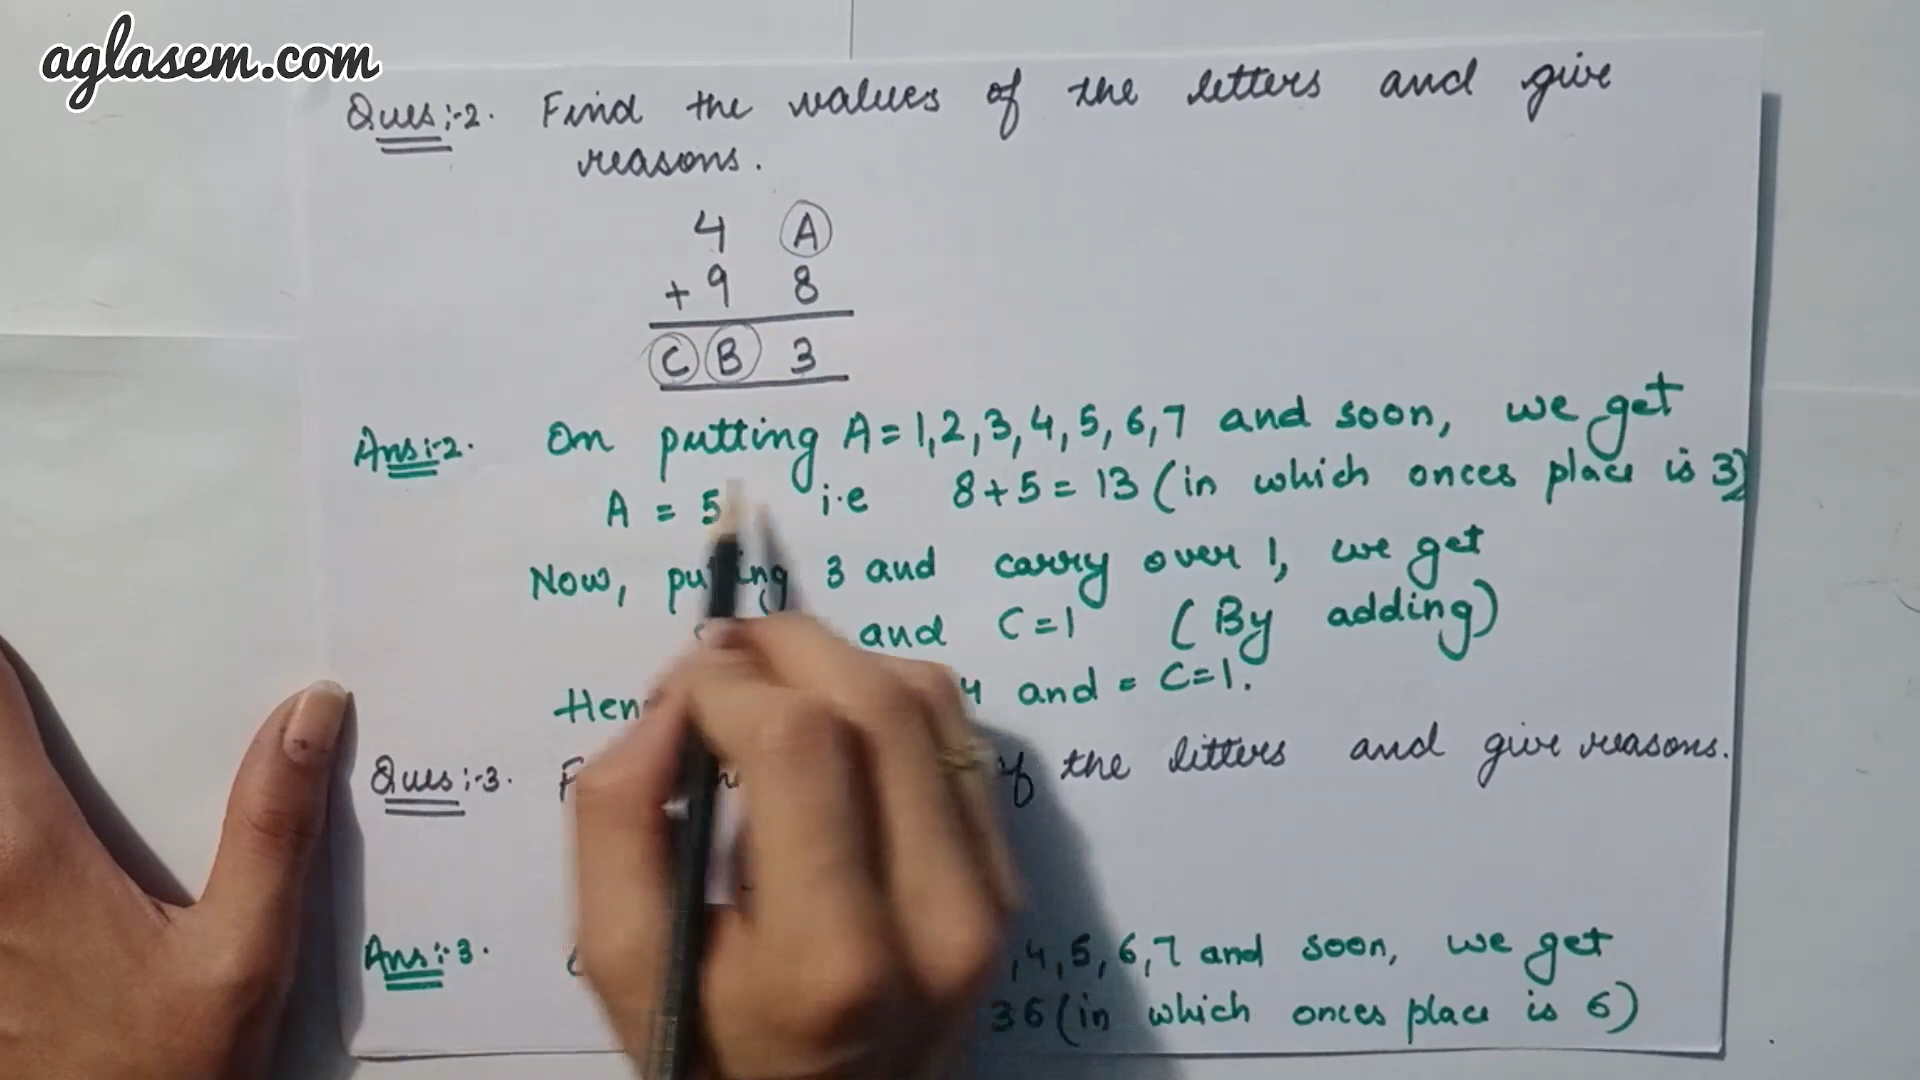 aglasem.com
Ques:-2. Find the values of the letters and give
reasons.
4 A
+ 9 8
C B 3
Ans:-2. On putting A = 1,2,3,4,5,6,7 and soon, we get
A = 5 i.e 8+5 = 13 (in which onces place is 3)
Now, 3 and carry over 1, we get
and C=1 (By adding)
4 and = C=1.
Ques:-3. of the litters and give reasons.
Ans:-3. ,4,5,6,7 and soon, we get
36 (in which onces place is 6)